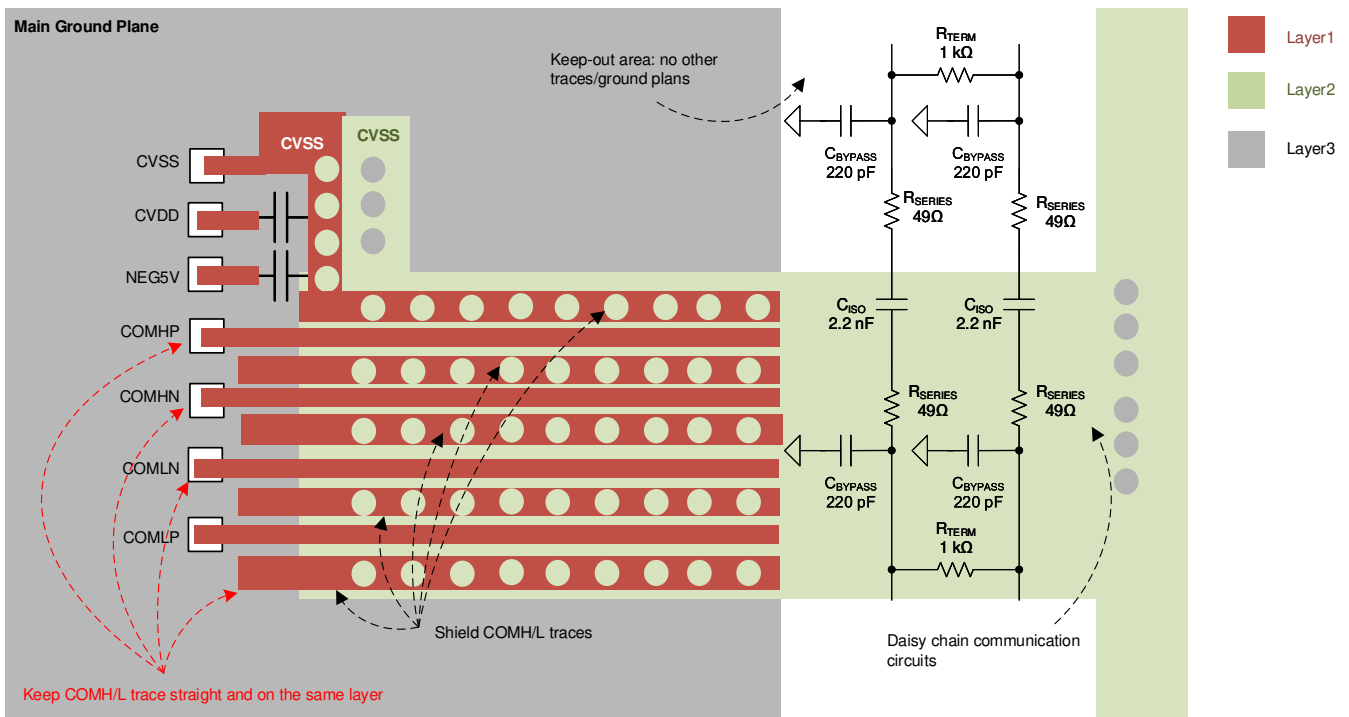 Main Ground Plane
Keep-out area: no other
traces/ground plans
RTERM
1 kΩ
Layer1
Layer2
Layer3
CVSS
CVSS
CVSS
CVDD
NEG5V
CBYPASS
220 pF
CBYPASS
220 pF
RSERIES
49Ω
RSERIES
49Ω
CISO
2.2 nF
CISO
2.2 nF
COMHP
COMHN
COMLN
COMLP
RSERIES
49Ω
RSERIES
49Ω
CBYPASS
220 pF
CBYPASS
220 pF
RTERM
1 kΩ
Shield COMH/L traces
Daisy chain communication
circuits
Keep COMH/L trace straight and on the same layer